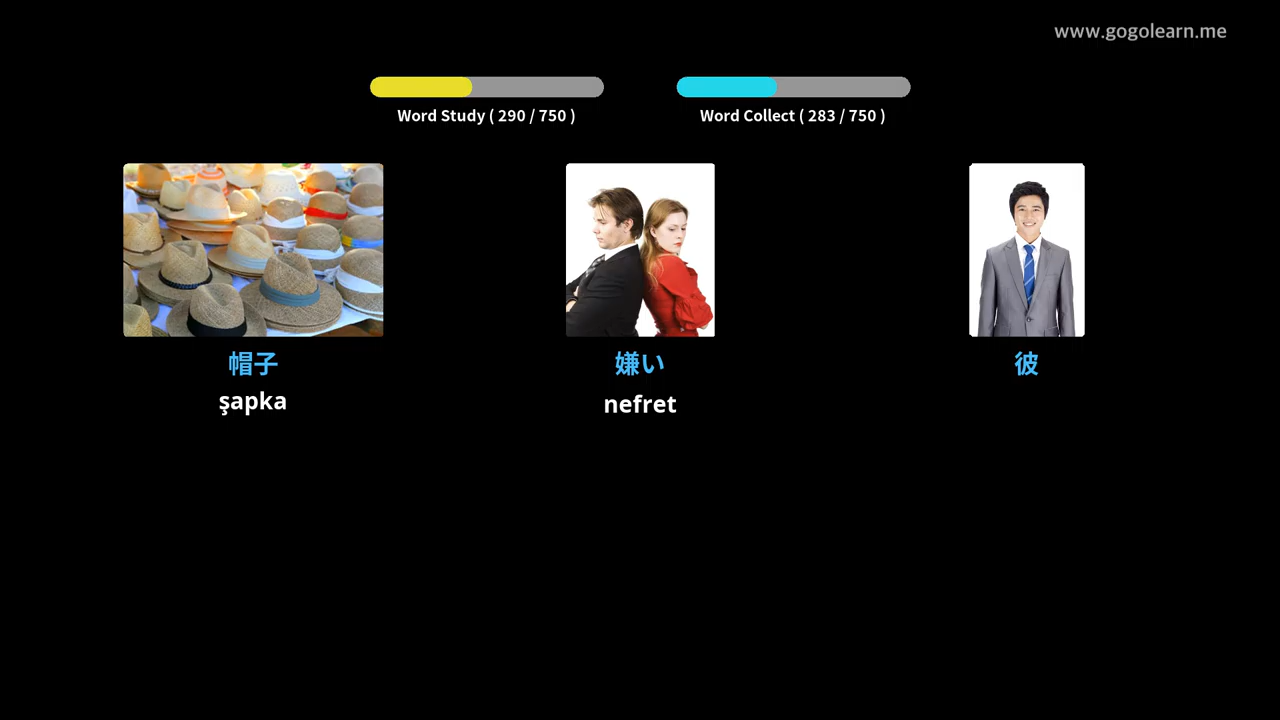 www.gogolearn.me
Word Study ( 290 / 750 )
Word Collect ( 283 / 750 )
帽子
şapka
嫌い
nefret
彼